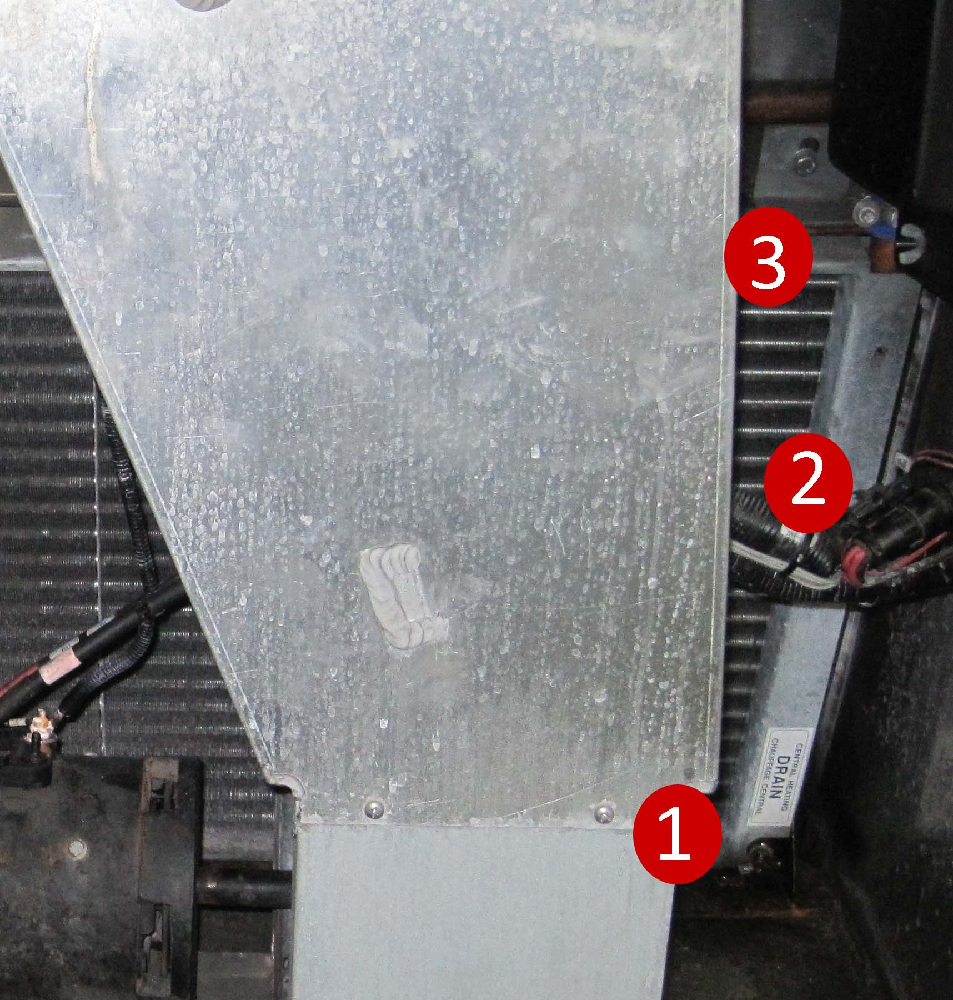 3
2
CENTRAL HEATING
DRAIN
CHAUFFAGE CENTRAL
1